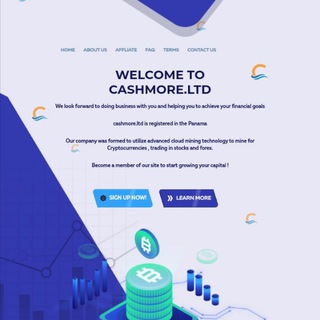 HOME ABOUT US AFFLIATE FAQ TERMS CONTACT US
WELCOME TO
CASHMORE.LTD
We look forward to doing business with you and helping you to achieve your financial goals
cashmore.ltd is registered in the Panama
Our company was formed to utilize advanced cloud mining technology to mine for
Cryptocurrencies , trading in stocks and forex.
Become a member of our site to start growing your capital !
SIGN UP NOW! LEARN MORE